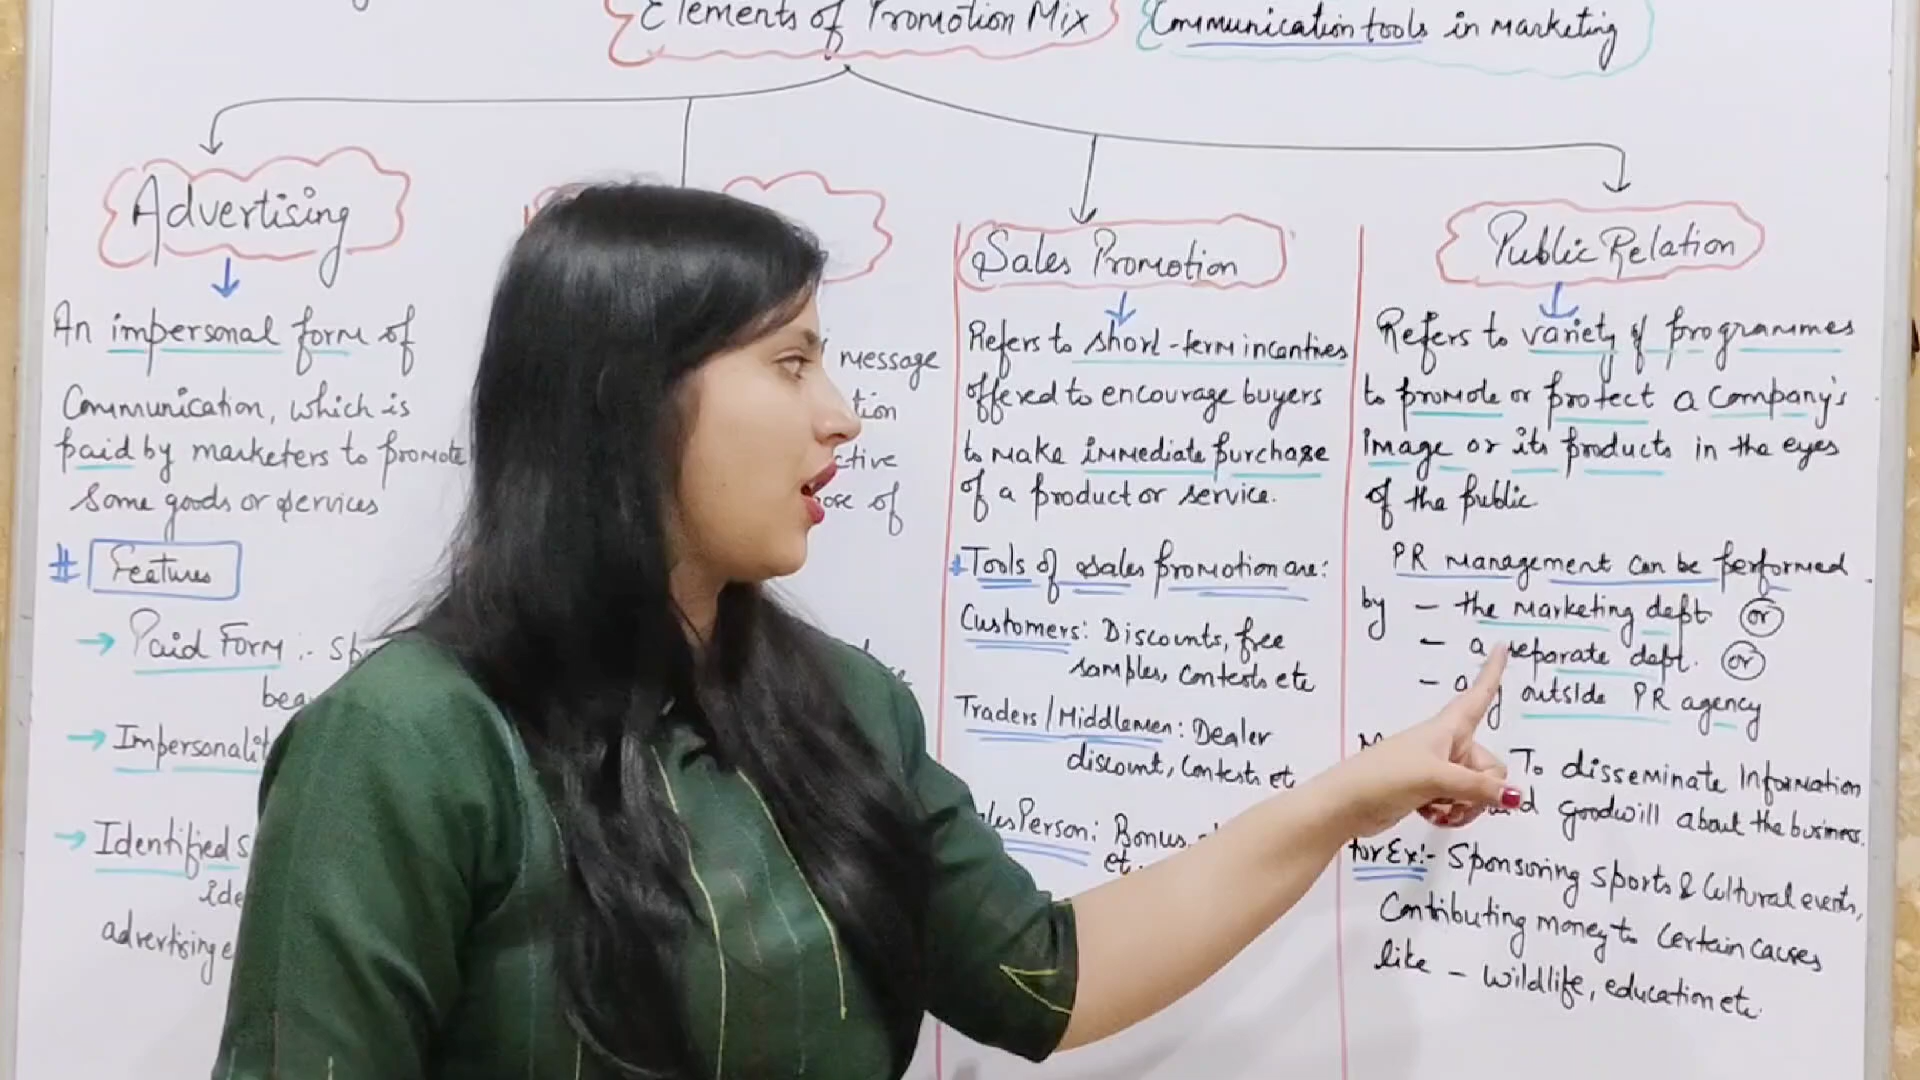 Elements of Promotion Mix
Communication tools in marketing
Advertising
An impersonal form of
Communication, which is
paid by marketers to promote
some goods or services
# Features
→ Paid Form :-
→
→ Identified
advertising
message
Sales Promotion
Refers to short-term incentives
offered to encourage buyers
to make immediate purchase
of a product or service.
# Tools of sales promotion are:
Customers: Discounts, free
samples, Contests etc
Traders/Middlemen: Dealer
discount, Contests etc
Person: Bonus
etc.
Public Relation
Refers to variety of programmes
to promote or protect a company's
image or its products in the eyes
of the public
PR management can be performed
by - the marketing dept. or
- a separate dept. or
- outside PR agency
To disseminate Information
goodwill about the business.
for Ex:- Sponsoring sports & Cultural events,
Contributing money to certain causes
like - wildlife, education etc.